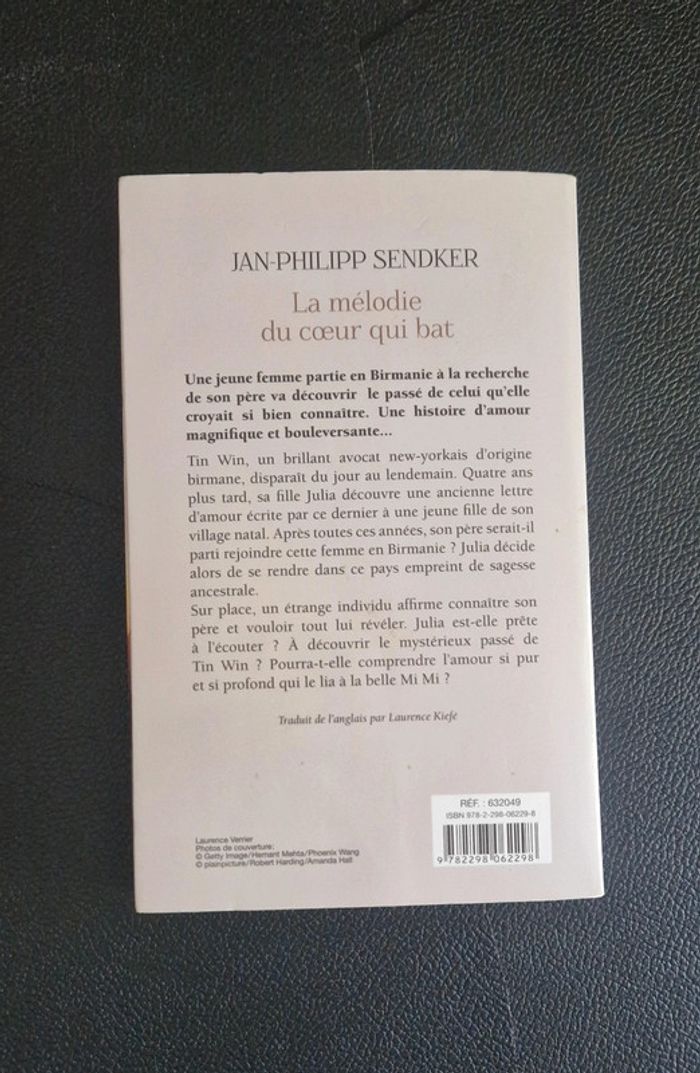 JAN-PHILIPP SENDKER
La mélodie
du cœur qui bat
Une jeune femme partie en Birmanie à la recherche
de son père va découvrir le passé de celui qu'elle
croyait si bien connaître. Une histoire d'amour
magnifique et bouleversante...
Tin Win, un brillant avocat new-yorkais d'origine
birmane, disparaît du jour au lendemain. Quatre ans
plus tard, sa fille Julia découvre une ancienne lettre
d'amour écrite par ce dernier à une jeune fille de son
village natal. Après toutes ces années, son père serait-il
parti rejoindre cette femme en Birmanie ? Julia décide
alors de se rendre dans ce pays empreint de sagesse
ancestrale.
Sur place, un étrange individu affirme connaître son
père et vouloir tout lui révéler. Julia est-elle prête
à l'écouter ? À découvrir le mystérieux passé de
Tin Win ? Pourra-t-elle comprendre l'amour si pur
et si profond qui le lia à la belle Mi Mi ?
Traduit de l'anglais par Laurence Kiefé
RÉF. : 632049
ISBN 978-2-298-06229-8
9 782298 062298
Laurence Verrier
Photos de couverture:
© Getty Image/Hemant Mehta/Phoenix Wang
© plainpicture/Robert Harding/Amanda Hall